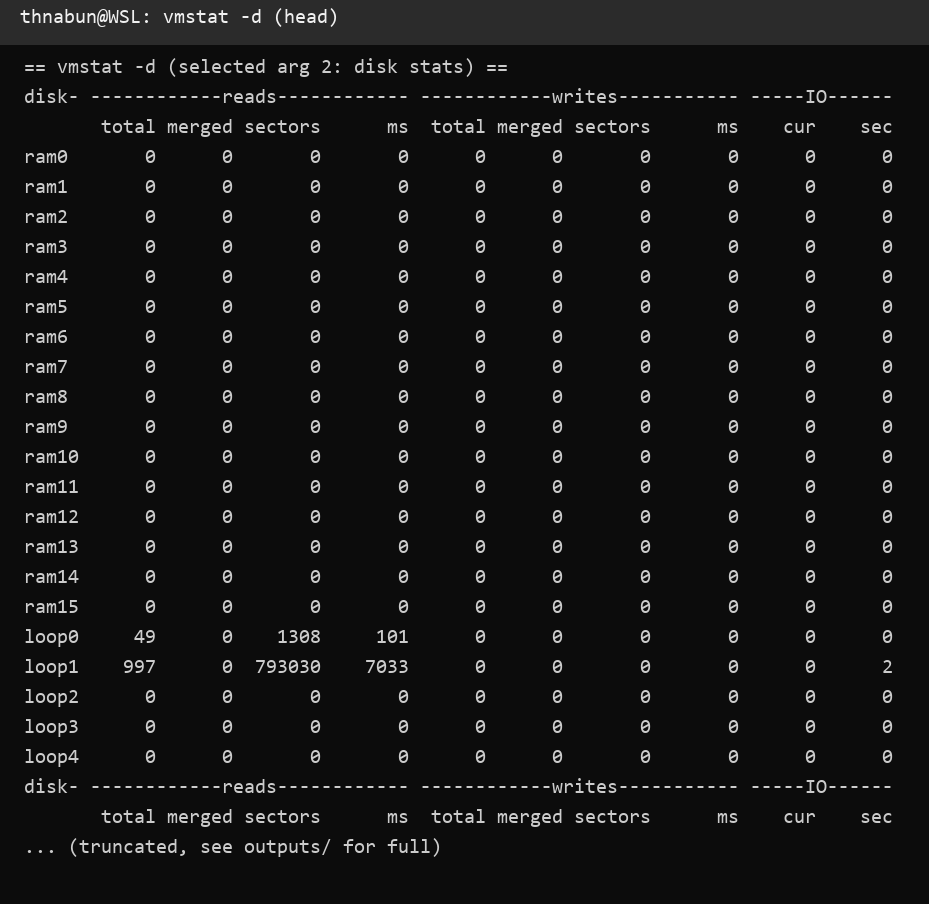 thnabun@WSL: vmstat -d (head)
== vmstat -d (selected arg 2: disk stats) ==
disk- ------------reads------------ ------------writes----------- -----IO------
       total merged sectors      ms  total merged sectors      ms    cur    sec
ram0       0      0       0       0      0      0       0       0      0      0
ram1       0      0       0       0      0      0       0       0      0      0
ram2       0      0       0       0      0      0       0       0      0      0
ram3       0      0       0       0      0      0       0       0      0      0
ram4       0      0       0       0      0      0       0       0      0      0
ram5       0      0       0       0      0      0       0       0      0      0
ram6       0      0       0       0      0      0       0       0      0      0
ram7       0      0       0       0      0      0       0       0      0      0
ram8       0      0       0       0      0      0       0       0      0      0
ram9       0      0       0       0      0      0       0       0      0      0
ram10      0      0       0       0      0      0       0       0      0      0
ram11      0      0       0       0      0      0       0       0      0      0
ram12      0      0       0       0      0      0       0       0      0      0
ram13      0      0       0       0      0      0       0       0      0      0
ram14      0      0       0       0      0      0       0       0      0      0
ram15      0      0       0       0      0      0       0       0      0      0
loop0     49      0    1308     101      0      0       0       0      0      0
loop1    997      0  793030    7033      0      0       0       0      0      2
loop2      0      0       0       0      0      0       0       0      0      0
loop3      0      0       0       0      0      0       0       0      0      0
loop4      0      0       0       0      0      0       0       0      0      0
disk- ------------reads------------ ------------writes----------- -----IO------
       total merged sectors      ms  total merged sectors      ms    cur    sec
... (truncated, see outputs/ for full)